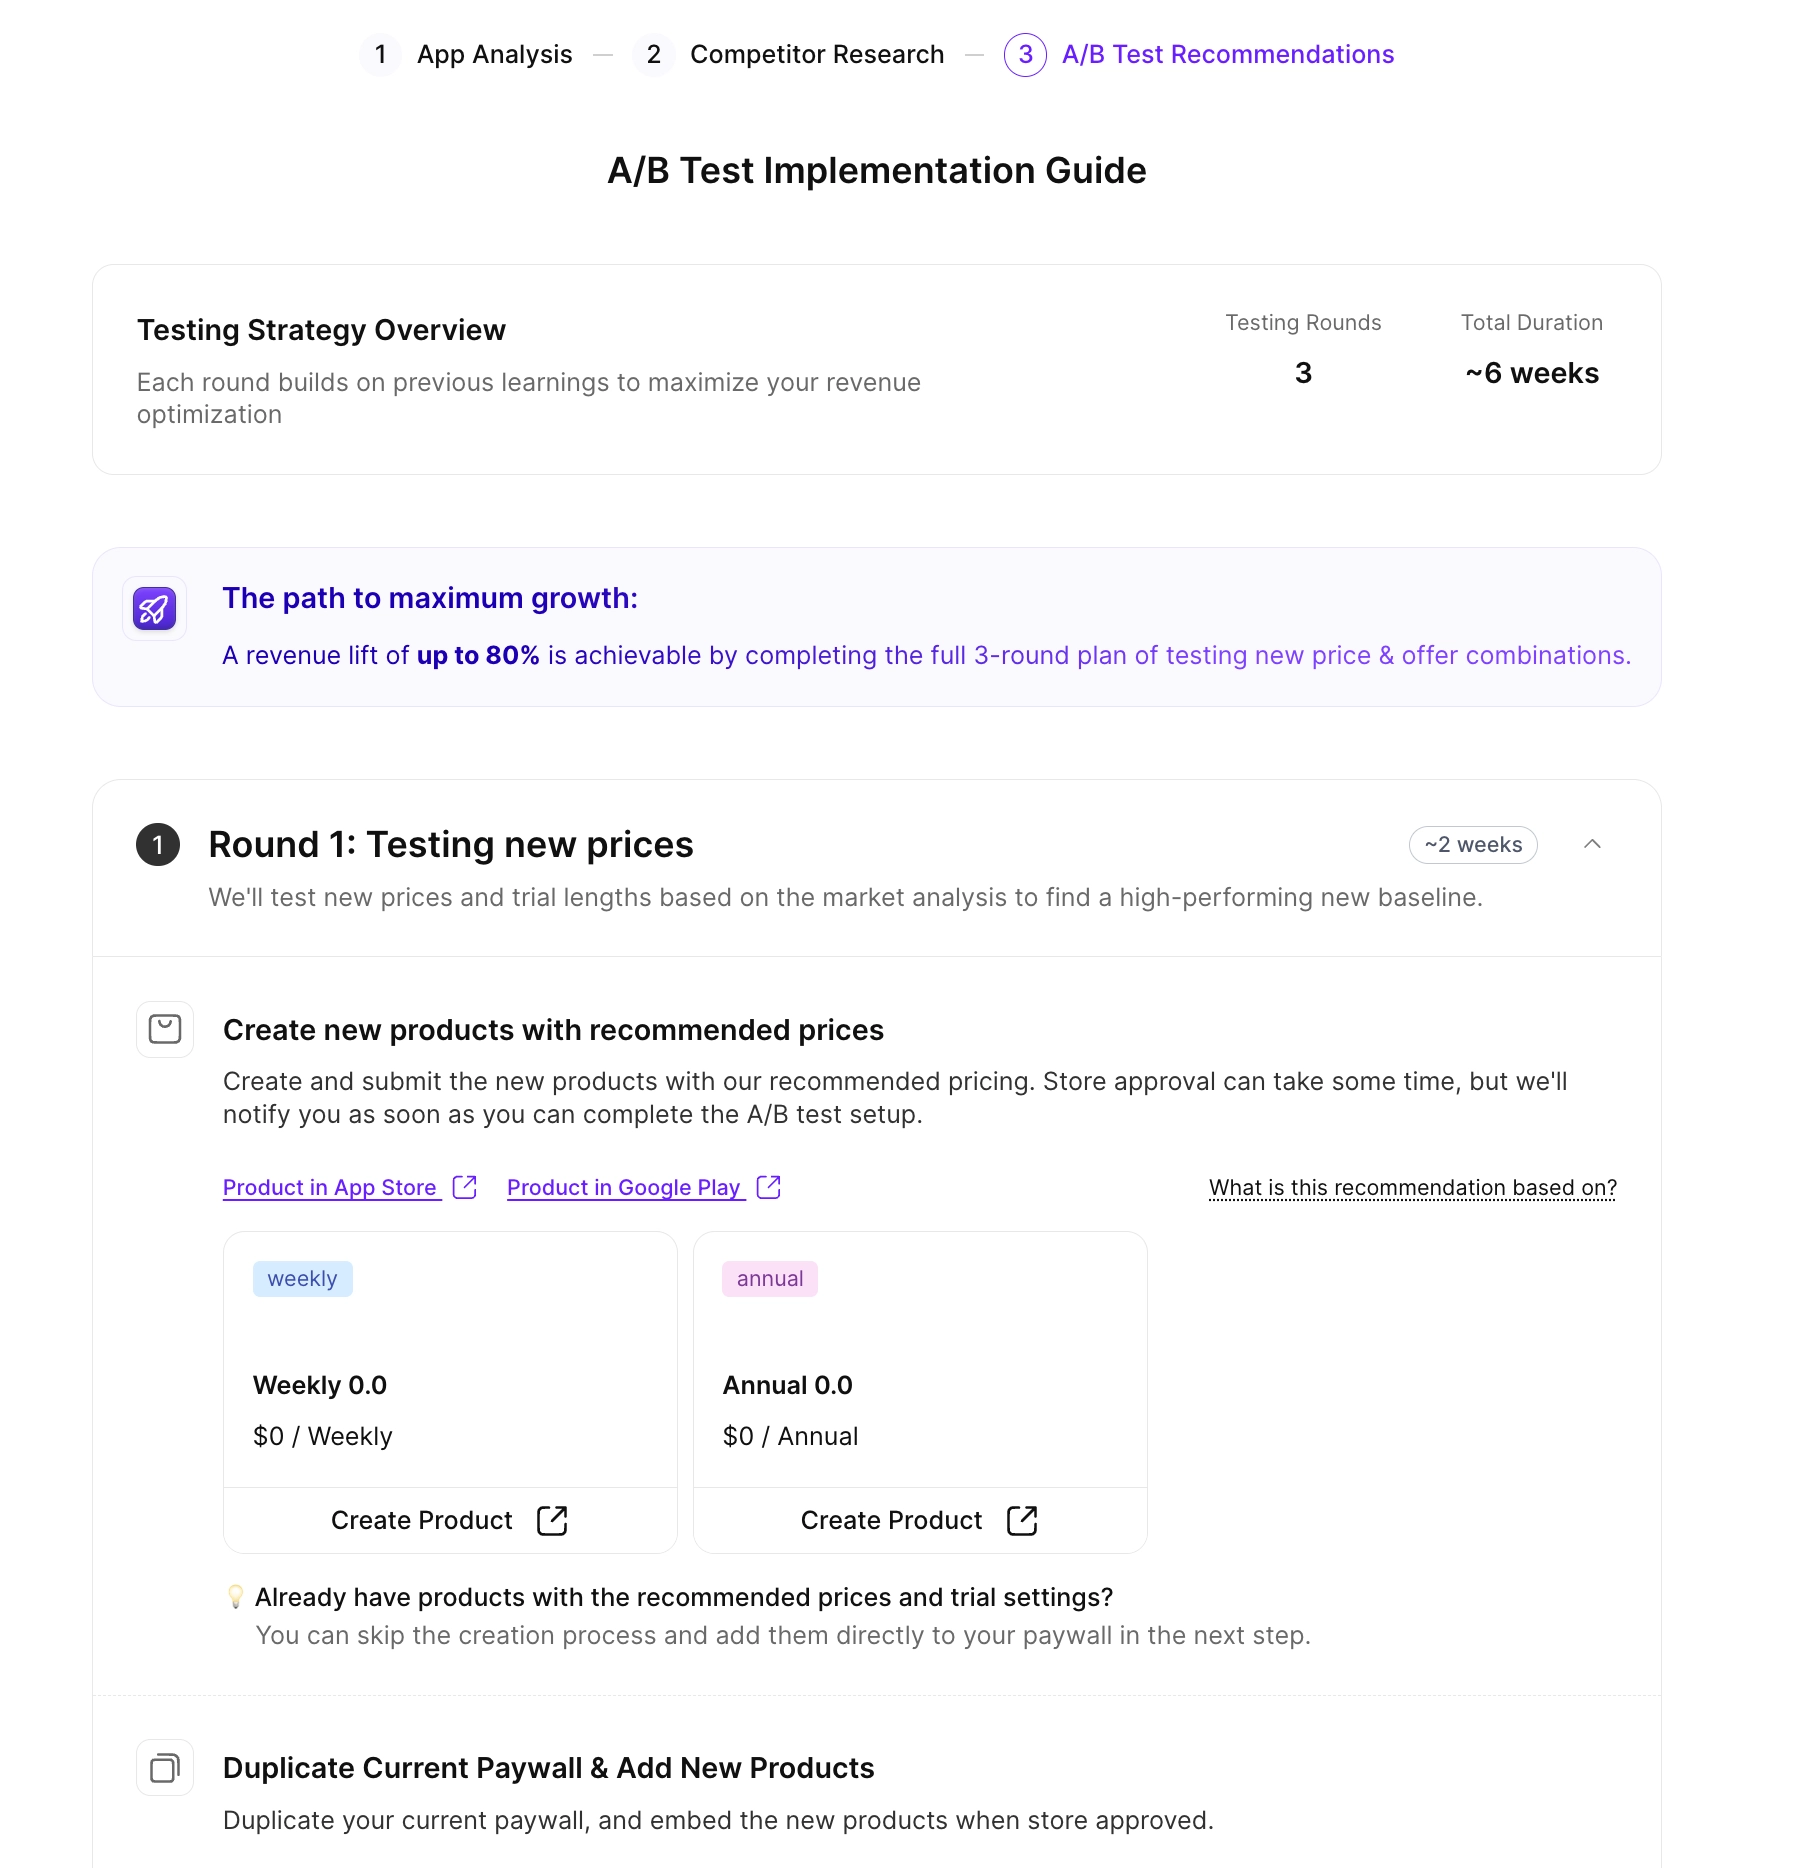 1 App Analysis — 2 Competitor Research — 3 A/B Test Recommendations
A/B Test Implementation Guide
Testing Strategy Overview
Each round builds on previous learnings to maximize your revenue
optimization
Testing Rounds
3
Total Duration
~6 weeks
The path to maximum growth:
A revenue lift of up to 80% is achievable by completing the full 3-round plan of testing new price & offer combinations.
1 Round 1: Testing new prices
~2 weeks
We'll test new prices and trial lengths based on the market analysis to find a high-performing new baseline.
Create new products with recommended prices
Create and submit the new products with our recommended pricing. Store approval can take some time, but we'll
notify you as soon as you can complete the A/B test setup.
Product in App Store
Product in Google Play
What is this recommendation based on?
weekly
Weekly 0.0
$0 / Weekly
Create Product
annual
Annual 0.0
$0 / Annual
Create Product
💡 Already have products with the recommended prices and trial settings?
You can skip the creation process and add them directly to your paywall in the next step.
Duplicate Current Paywall & Add New Products
Duplicate your current paywall, and embed the new products when store approved.